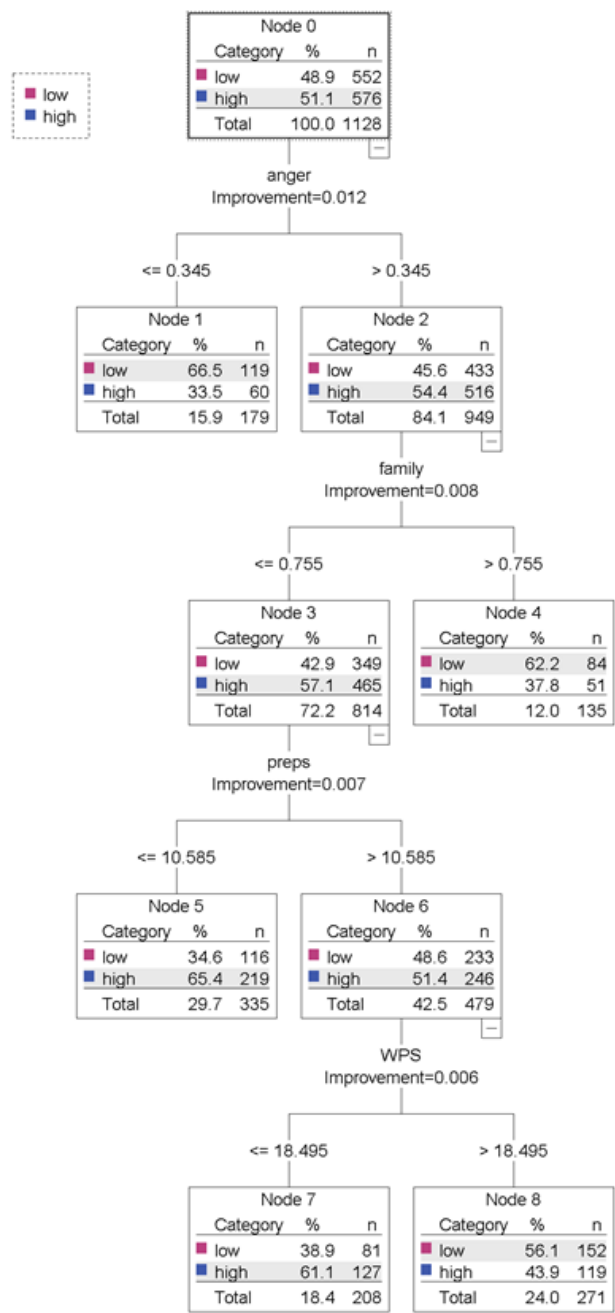 low
high
Node 0
Category % n
low 48.9 552
high 51.1 576
Total 100.0 1128
anger
Improvement=0.012
<= 0.345
> 0.345
Node 1
Category % n
low 66.5 119
high 33.5 60
Total 15.9 179
Node 2
Category % n
low 45.6 433
high 54.4 516
Total 84.1 949
family
Improvement=0.008
<= 0.755
> 0.755
Node 3
Category % n
low 42.9 349
high 57.1 465
Total 72.2 814
Node 4
Category % n
low 62.2 84
high 37.8 51
Total 12.0 135
preps
Improvement=0.007
<= 10.585
> 10.585
Node 5
Category % n
low 34.6 116
high 65.4 219
Total 29.7 335
Node 6
Category % n
low 48.6 233
high 51.4 246
Total 42.5 479
WPS
Improvement=0.006
<= 18.495
> 18.495
Node 7
Category % n
low 38.9 81
high 61.1 127
Total 18.4 208
Node 8
Category % n
low 56.1 152
high 43.9 119
Total 24.0 271